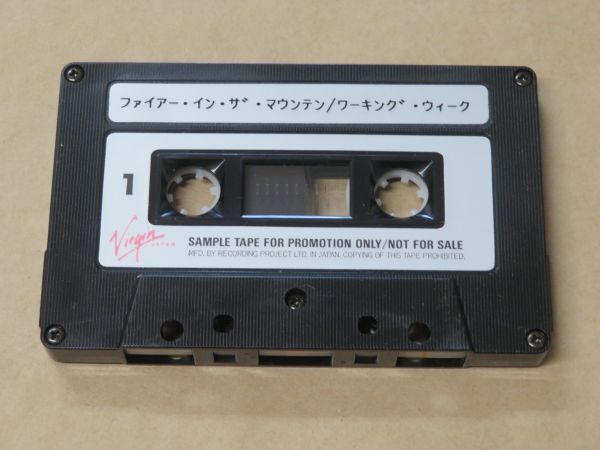 ファイアー・イン・ザ・マウンテン/ワーキング・ウィーク
1
Virgin
JAPAN
SAMPLE TAPE FOR PROMOTION ONLY/NOT FOR SALE
MFD. BY RECORDING PROJECT LTD. IN JAPAN. COPYING OF THIS TAPE PROHIBITED.